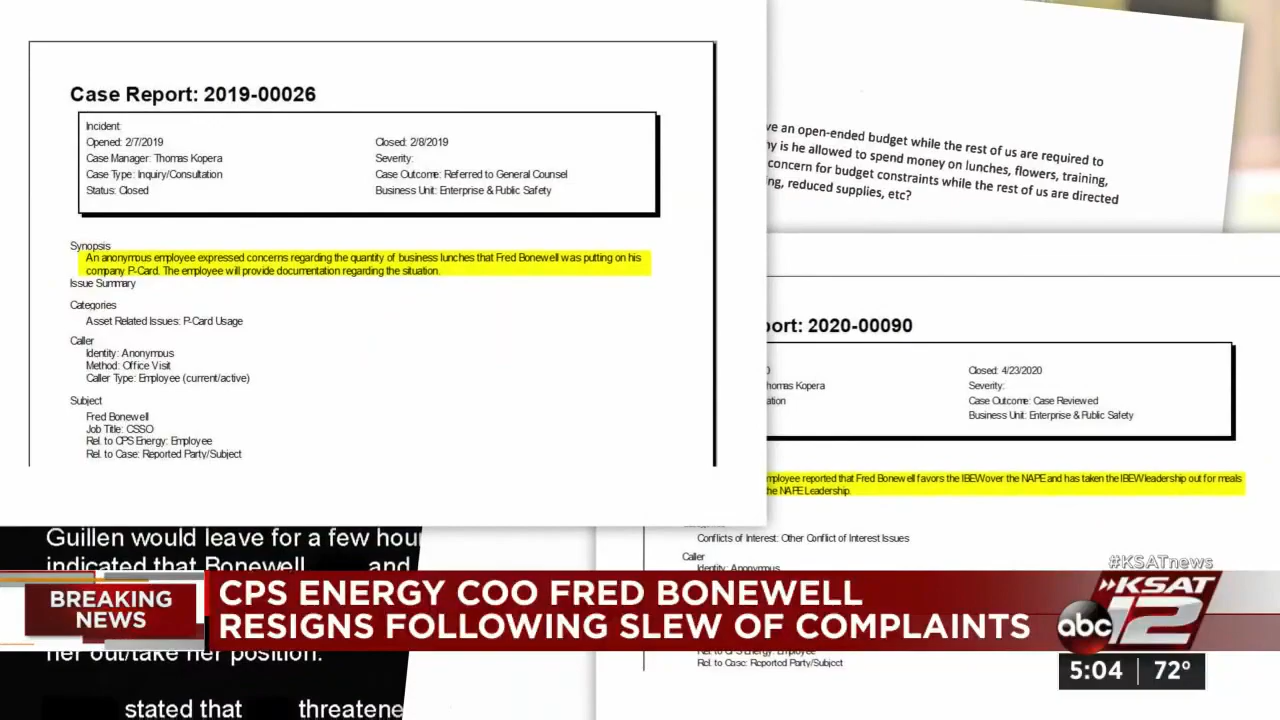 Case Report: 2019-00026
Incident:
Opened: 2/7/2019
Closed: 2/8/2019
Case Manager: Thomas Kopera
Severity:
Case Type: Inquiry/Consultation
Case Outcome: Referred to General Counsel
Status: Closed
Business Unit: Enterprise & Public Safety
Synopsis
An anonymous employee expressed concerns regarding the quantity of business lunches that Fred Bonewell was putting on his
company P-Card. The employee will provide documentation regarding the situation.
Issue Summary
Categories
Asset Related Issues: P-Card Usage
Caller
Identity: Anonymous
Method: Office Visit
Caller Type: Employee (current/active)
Subject
Fred Bonewell
Job Title: CSSO
Rel. to CPS Energy: Employee
Rel. to Case: Reported Party/Subject
ve an open-ended budget while the rest of us are required to
y is he allowed to spend money on lunches, flowers, training,
concern for budget constraints while the rest of us are directed
ng, reduced supplies, etc?
port: 2020-00090
0
Closed: 4/23/2020
homas Kopera
Severity:
ation
Case Outcome: Case Reviewed
Business Unit: Enterprise & Public Safety
mployee reported that Fred Bonewell favors the IBEW over the NAPE and has taken the IBEW leadership out for meals
he NAPE Leadership.
Conflicts of Interest: Other Conflict of Interest Issues
Caller
Identity: Anonymous
Rel. to CPS Energy: Employee
Rel. to Case: Reported Party/Subject
Guillen would leave for a few hou
indicated that Bonewell and
her out/take her position.
stated that threatene
BREAKING
NEWS
CPS ENERGY COO FRED BONEWELL
RESIGNS FOLLOWING SLEW OF COMPLAINTS
#KSATnews
KSAT
abc 12
5:04 72°